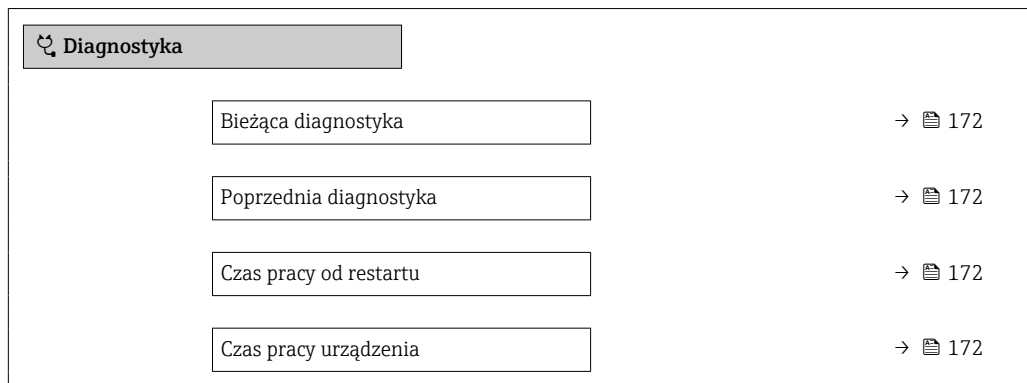 Diagnostyka
Bieżąca diagnostyka → 172
Poprzednia diagnostyka → 172
Czas pracy od restartu → 172
Czas pracy urządzenia → 172